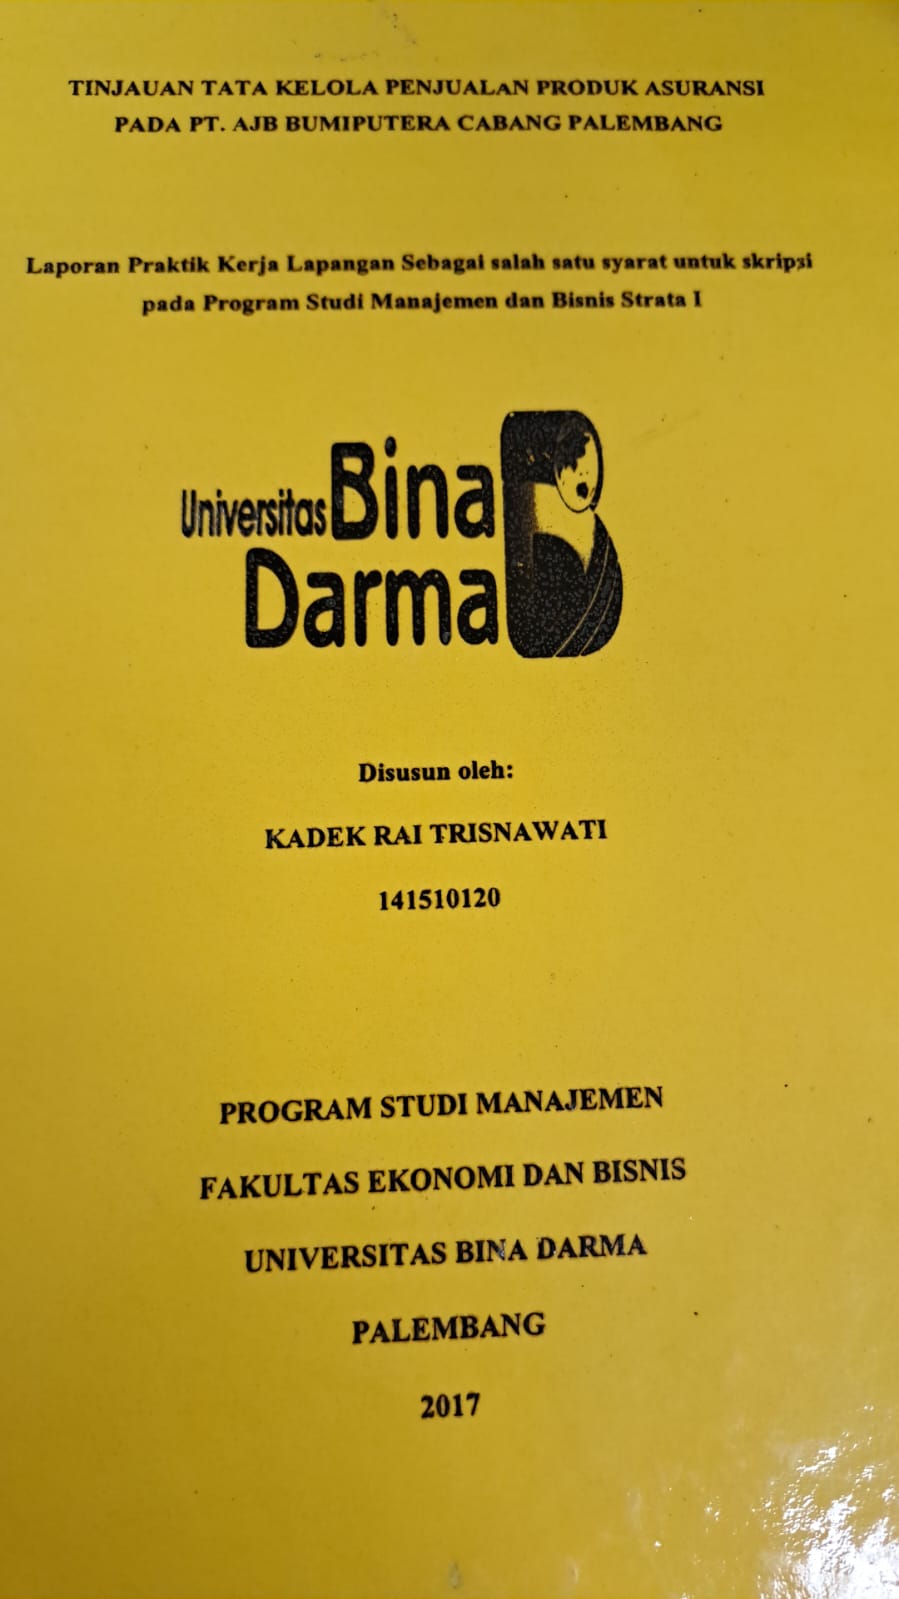 TINJAUAN TATA KELOLA PENJUALAN PRODUK ASURANSI
PADA PT. AJB BUMIPUTERA CABANG PALEMBANG
Laporan Praktik Kerja Lapangan Sebagai salah satu syarat untuk skripsi
pada Program Studi Manajemen dan Bisnis Strata I
Universitas Bina
Darma
Disusun oleh:
KADEK RAI TRISNAWATI
141510120
PROGRAM STUDI MANAJEMEN
FAKULTAS EKONOMI DAN BISNIS
UNIVERSITAS BINA DARMA
PALEMBANG
2017